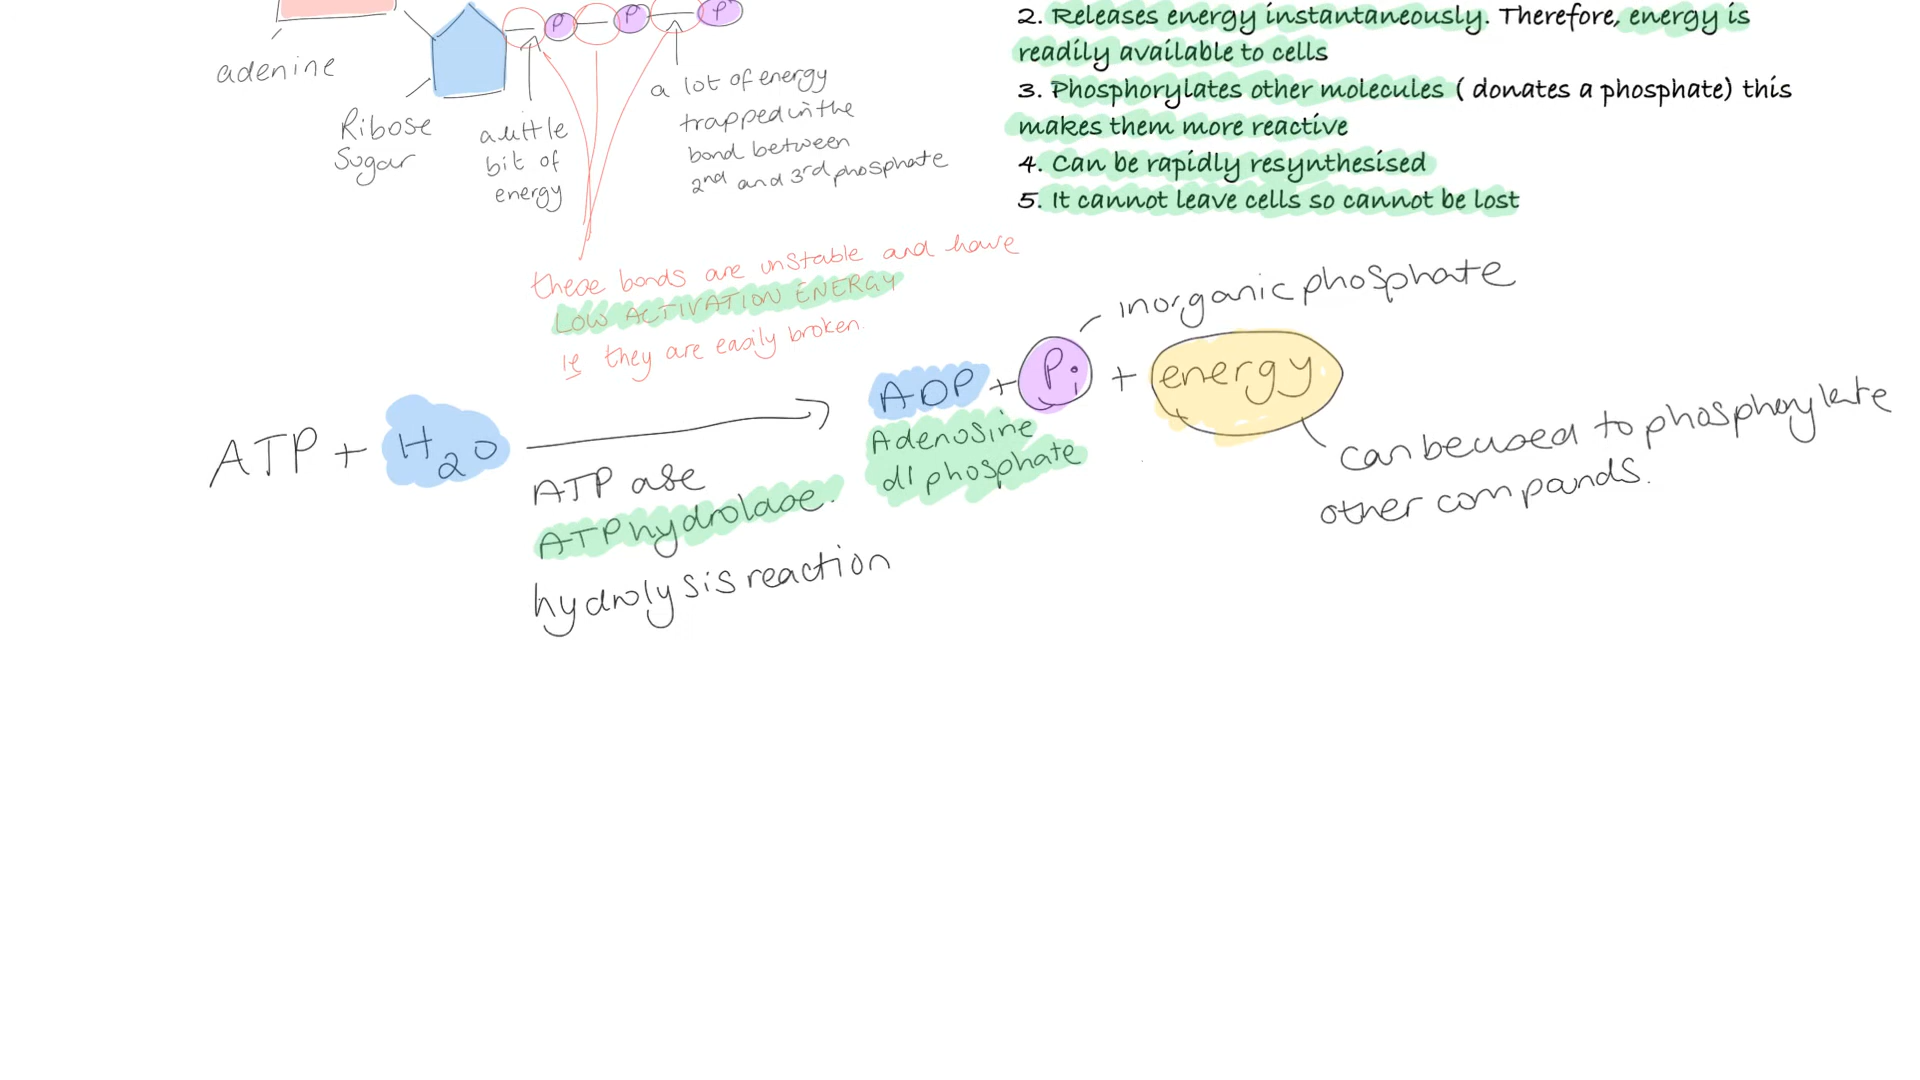 P P P
adenine
Ribose
Sugar
a little
bit of
energy
a lot of energy
trapped in the
bond between
2nd and 3rd phosphate
2. Releases energy instantaneously. Therefore, energy is
readily available to cells
3. Phosphorylates other molecules ( donates a phosphate) this
makes them more reactive
4. Can be rapidly resynthesised
5. It cannot leave cells so cannot be lost
these bonds are unstable and have
LOW ACTIVATION ENERGY
ie they are easily broken.
inorganic phosphate
ATP + H2O
ADP + Pi + energy
ATP ase
ATP hydrolase.
hydrolysis reaction
Adenosine
di phosphate
can be used to phosphorylate
other compounds.